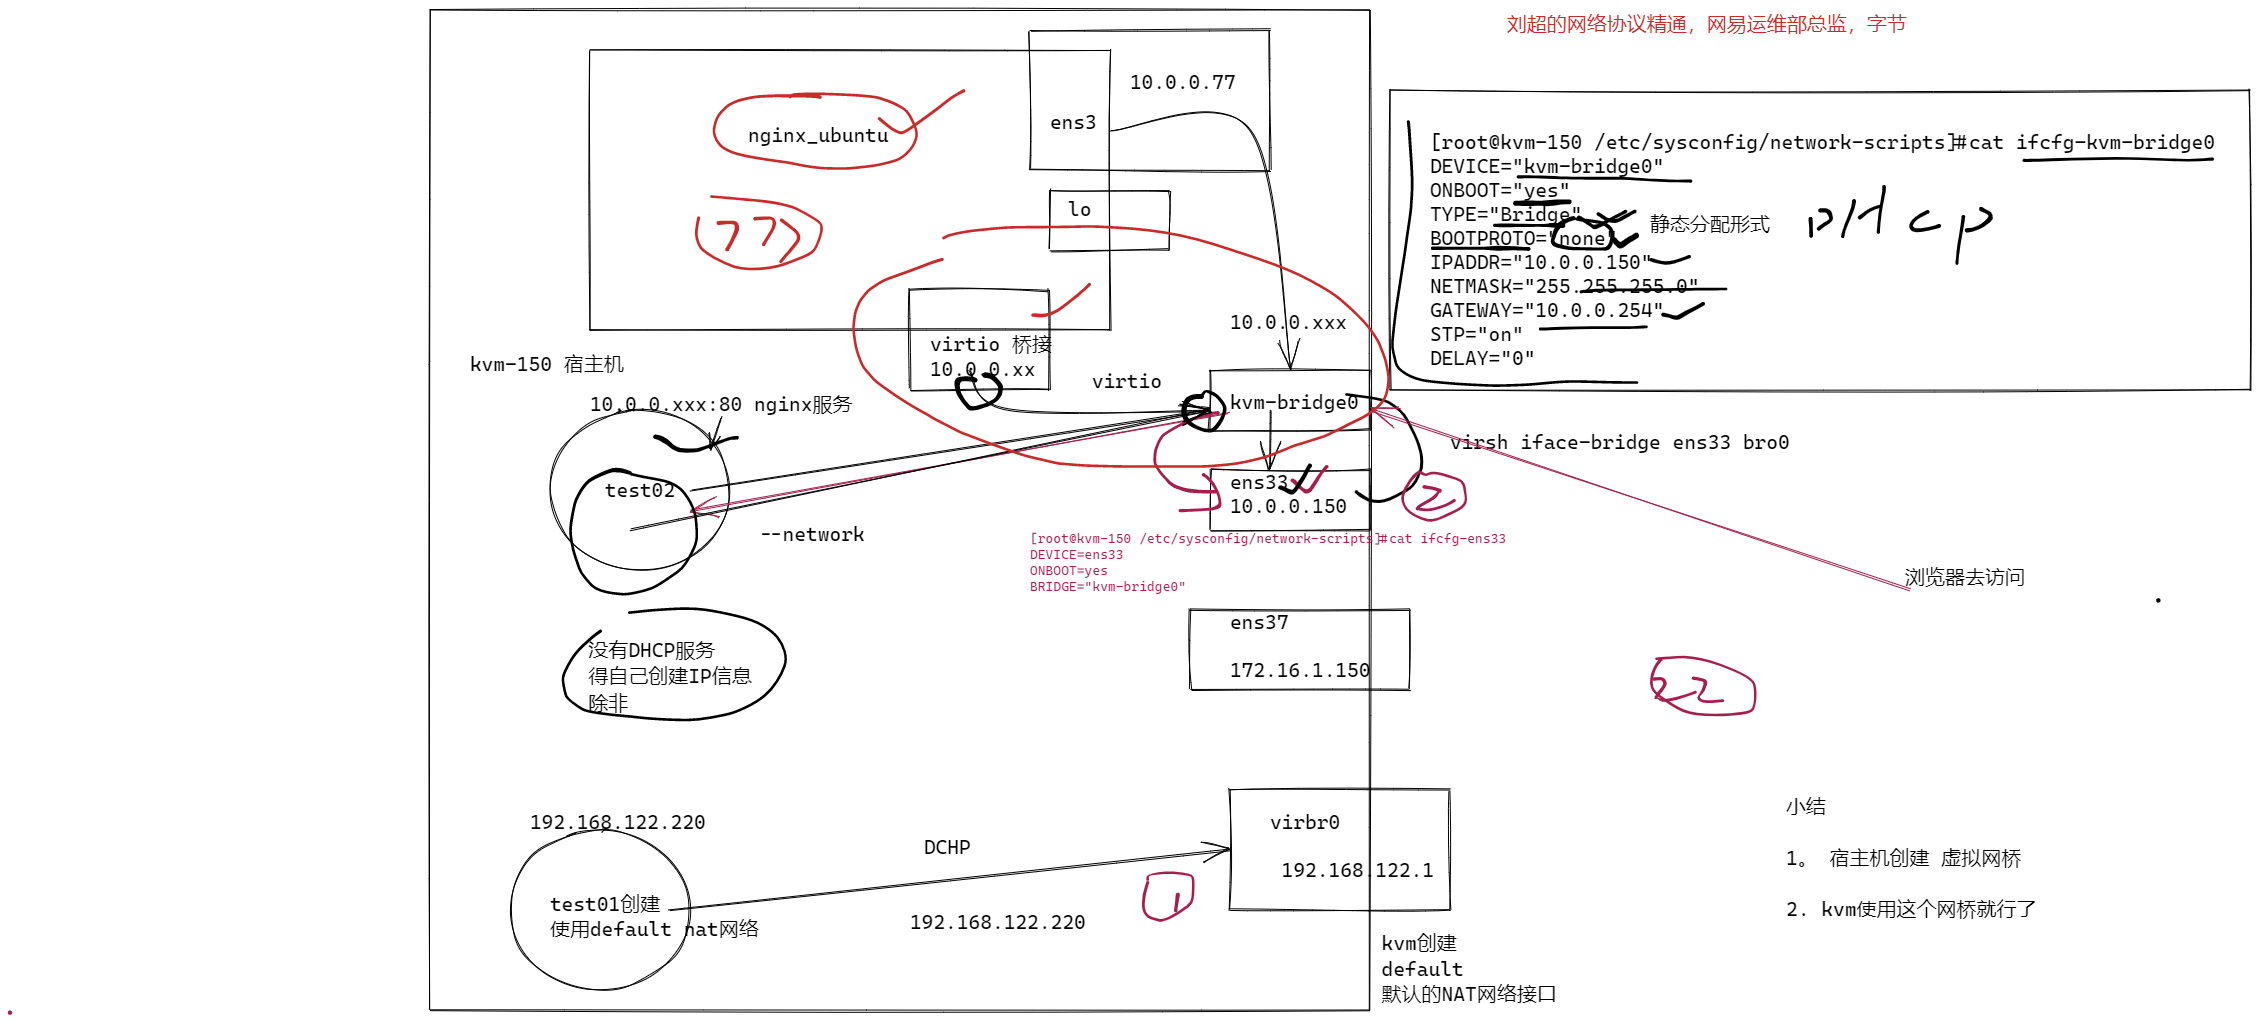 刘超的网络协议精通，网易运维部总监，字节
10.0.0.77
ens3
nginx_ubuntu
lo
777
[root@kvm-150 /etc/sysconfig/network-scripts]#cat ifcfg-kvm-bridge0
DEVICE="kvm-bridge0"
ONBOOT="yes"
TYPE="Bridge"
BOOTPROTO="none"
静态分配形式
DHCP
IPADDR="10.0.0.150"
NETMASK="255.255.255.0"
GATEWAY="10.0.0.254"
STP="on"
DELAY="0"
10.0.0.xxx
virtio 桥接
10.0.0.xx
kvm-150 宿主机
virtio
kvm-bridge0
10.0.0.xxx:80 nginx服务
virsh iface-bridge ens33 bro0
test02
ens33
10.0.0.150
2
--network
[root@kvm-150 /etc/sysconfig/network-scripts]#cat ifcfg-ens33
DEVICE=ens33
ONBOOT=yes
BRIDGE="kvm-bridge0"
浏览器去访问
ens37
172.16.1.150
没有DHCP服务
得自己创建IP信息
除非
22
192.168.122.220
DCHP
virbr0
192.168.122.1
1
test01创建
使用default nat网络
192.168.122.220
kvm创建
default
默认的NAT网络接口
小结
1。 宿主机创建 虚拟网桥
2. kvm使用这个网桥就行了